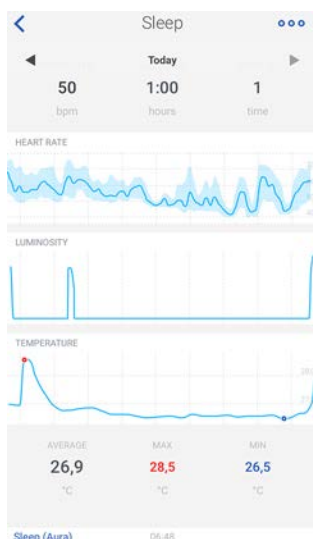 Sleep
Today
50 1:00 1
bpm hours time
HEART RATE
LUMINOSITY
TEMPERATURE
AVERAGE MAX MIN
26,9 28,5 26,5
°C °C °C
Sleep (Aura) 06:48